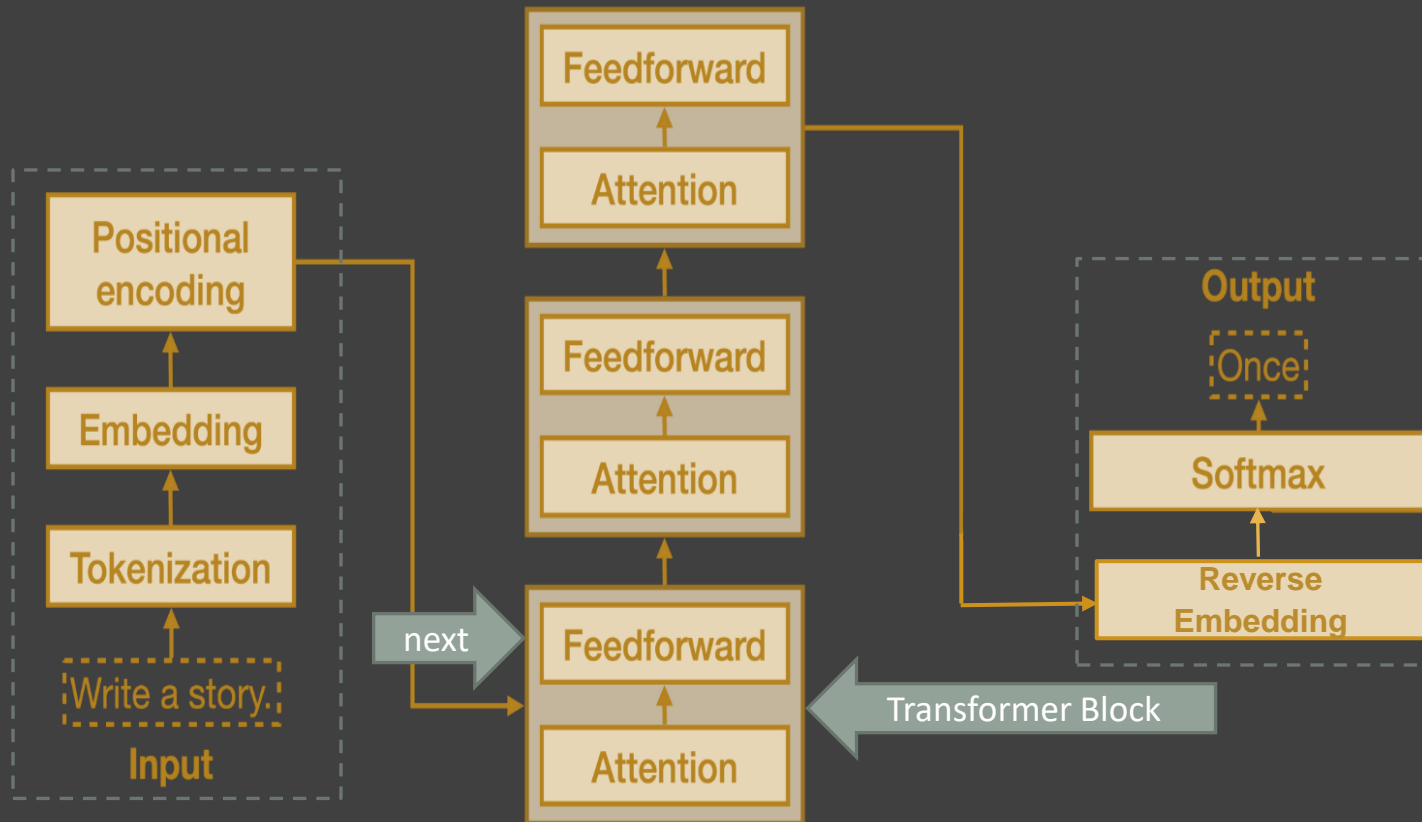 Positional
encoding
Embedding
Tokenization
Write a story.
Input
Feedforward
Attention
Feedforward
Attention
next
Feedforward
Attention
Transformer Block
Output
Once
Softmax
Reverse
Embedding